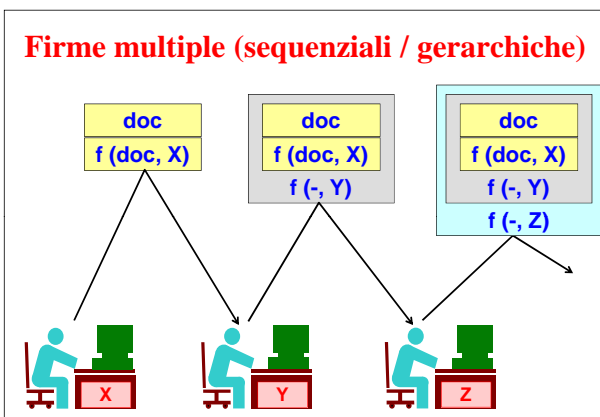 Firme multiple (sequenziali / gerarchiche)
doc
f (doc, X)
doc
f (doc, X)
f (-, Y)
doc
f (doc, X)
f (-, Y)
f (-, Z)
X
Y
Z